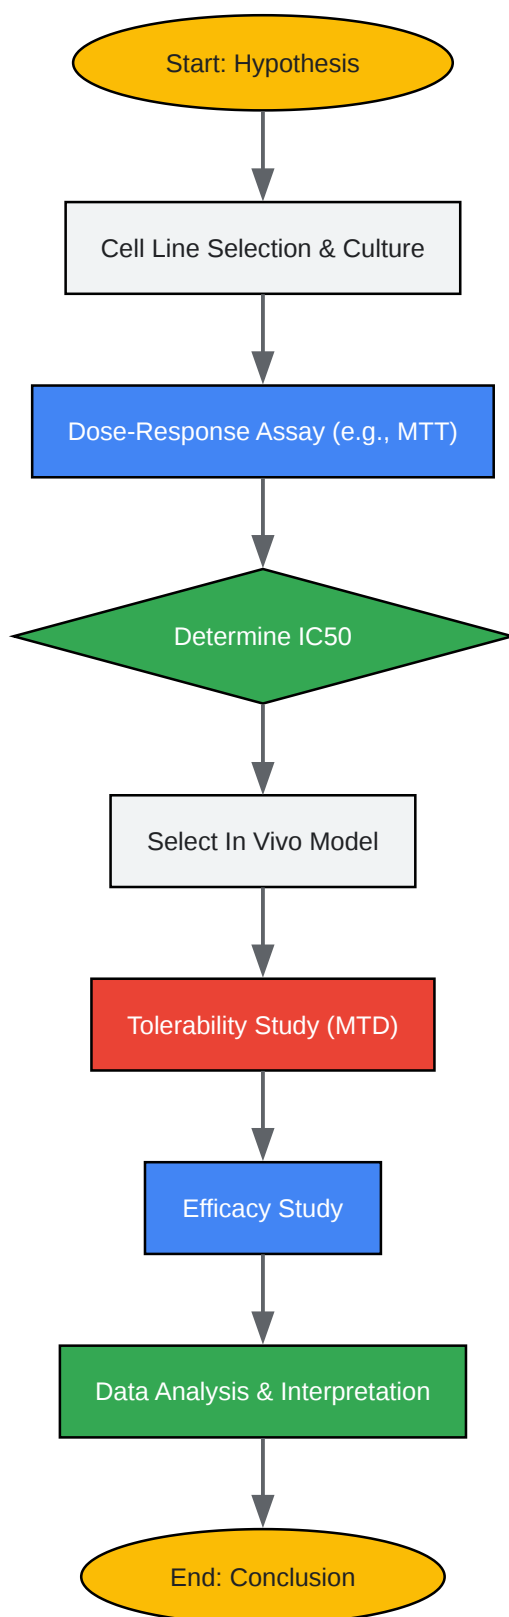 Start: Hypothesis
Cell Line Selection & Culture
Dose-Response Assay (e.g., MTT)
Determine IC50
Select In Vivo Model
Tolerability Study (MTD)
Efficacy Study
Data Analysis & Interpretation
End: Conclusion